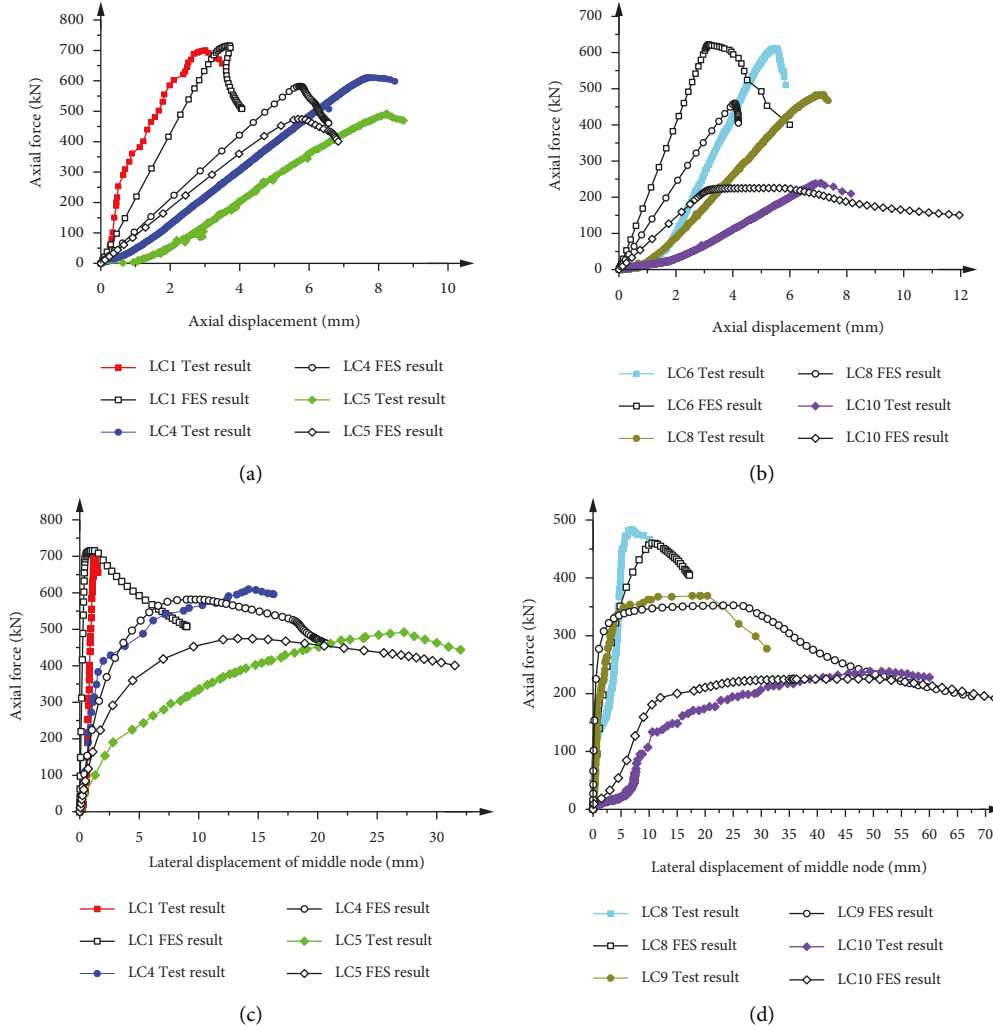 800
700
600
500
400
300
200
100
0
Axial force (kN)
0 2 4 6 8 10
Axial displacement (mm)
LC1 Test result
LC1 FES result
LC4 Test result
LC4 FES result
LC5 Test result
LC5 FES result
(a)
700
600
500
400
300
200
100
0
Axial force (kN)
0 2 4 6 8 10 12
Axial displacement (mm)
LC6 Test result
LC6 FES result
LC8 Test result
LC8 FES result
LC10 Test result
LC10 FES result
(b)
800
700
600
500
400
300
200
100
0
Axial force (kN)
0 5 10 15 20 25 30
Lateral displacement of middle node (mm)
LC1 Test result
LC1 FES result
LC4 Test result
LC4 FES result
LC5 Test result
LC5 FES result
(c)
500
400
300
200
100
0
Axial force (kN)
0 5 10 15 20 25 30 35 40 45 50 55 60 65 70
Lateral displacement of middle node (mm)
LC8 Test result
LC8 FES result
LC9 Test result
LC9 FES result
LC10 Test result
LC10 FES result
(d)